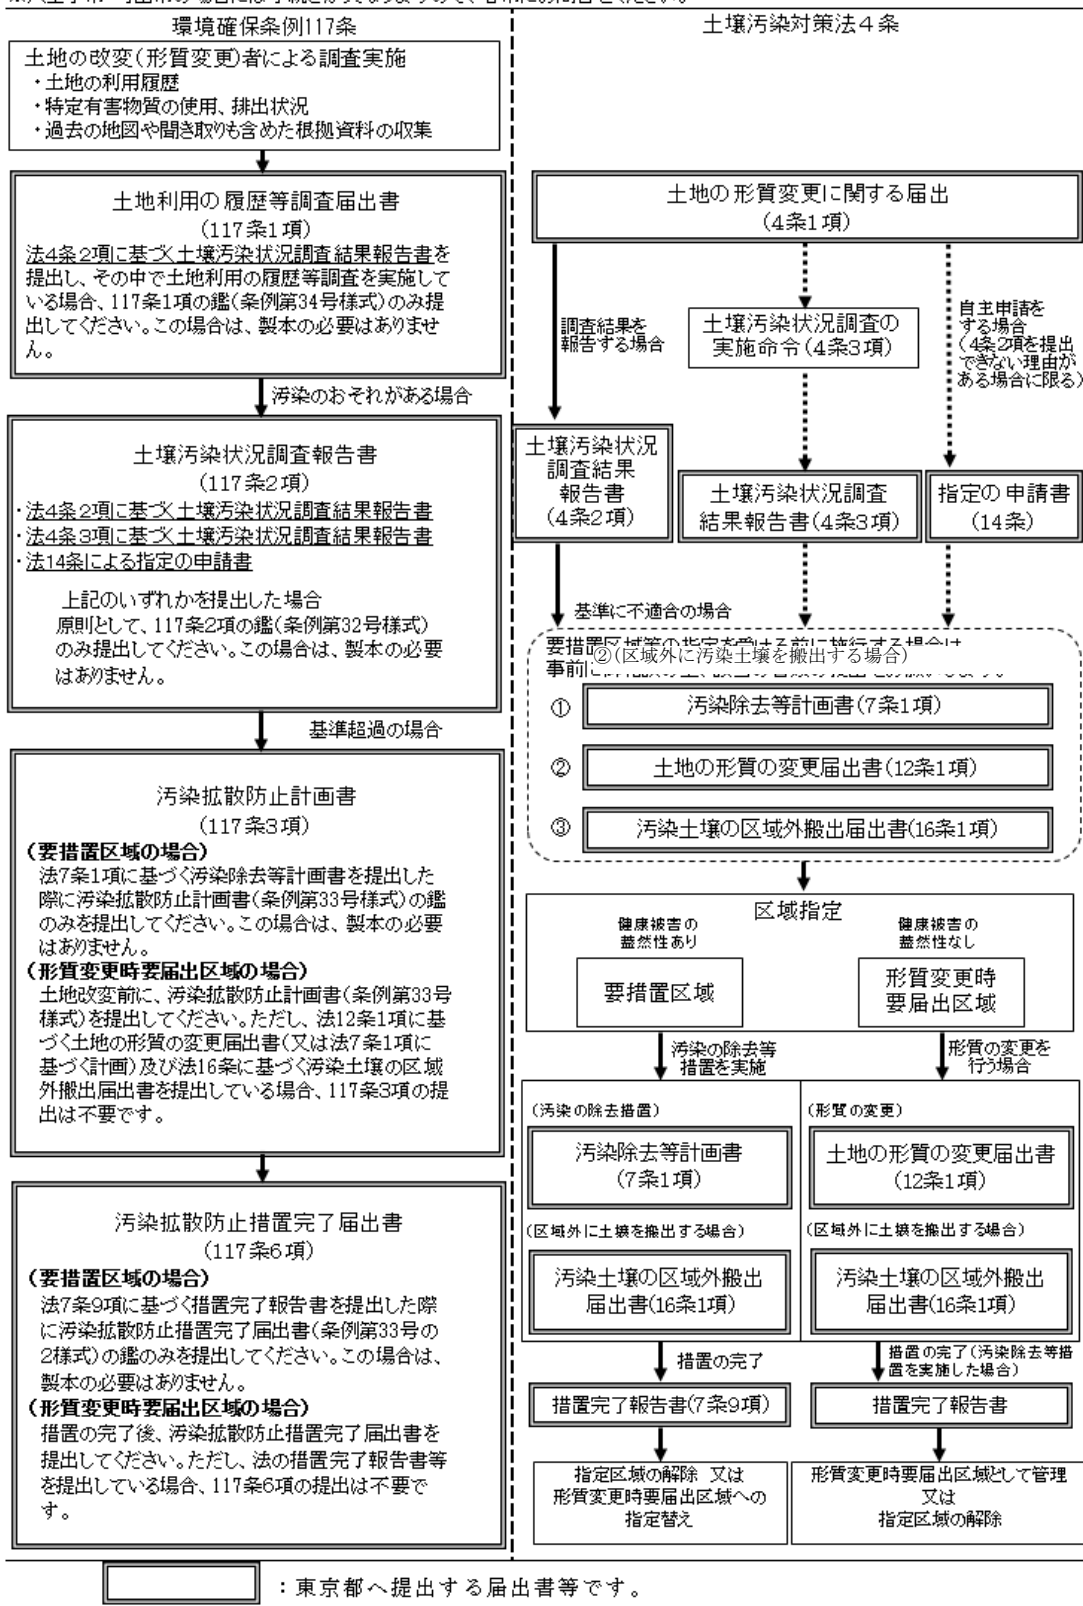 環境確保条例117条
土地の改変(形質変更)者による調査実施
・土地の利用履歴
・特定有害物質の使用、排出状況
・過去の地図や聞き取りも含めた根拠資料の収集
土地利用の履歴等調査届出書
(117条1項)
法4条2項に基づく土壌汚染状況調査結果報告書を
提出し、その中で土地利用の履歴等調査を実施して
いる場合、117条1項の鑑(条例第34号様式)のみ提
出してください。この場合は、製本の必要はありませ
ん。
汚染のおそれがある場合
土壌汚染状況調査報告書
(117条2項)
・法4条2項に基づく土壌汚染状況調査結果報告書
・法4条3項に基づく土壌汚染状況調査結果報告書
・法14条による指定の申請書
上記のいずれかを提出した場合
原則として、117条2項の鑑(条例第32号様式)
のみ提出してください。この場合は、製本の必要
はありません。
基準超過の場合
汚染拡散防止計画書
(117条3項)
(要措置区域の場合)
法7条1項に基づく汚染除去等計画書を提出した
際に汚染拡散防止計画書(条例第33号様式)の鑑
のみを提出してください。この場合は、製本の必要
はありません。
(形質変更時要届出区域の場合)
土地改変前に、汚染拡散防止計画書(条例第33号
様式)を提出してください。ただし、法12条1項に基
づく土地の形質の変更届出書(又は法7条1項に
基づく計画)及び法16条に基づく汚染土壌の区域
外搬出届出書を提出している場合、117条3項の提
出は不要です。
汚染拡散防止措置完了届出書
(117条6項)
(要措置区域の場合)
法7条9項に基づく措置完了報告書を提出した際
に汚染拡散防止措置完了届出書(条例第33号の
2様式)の鑑のみを提出してください。この場合は、
製本の必要はありません。
(形質変更時要届出区域の場合)
措置の完了後、汚染拡散防止措置完了届出書を
提出してください。ただし、法の措置完了報告書等
を提出している場合、117条6項の提出は不要で
す。
土壌汚染対策法4条
土地の形質変更に関する届出
(4条1項)
調査結果を
報告する場合
土壌汚染状況調査の
実施命令(4条3項)
自主申請を
する場合
(4条2項を提出
できない理由が
ある場合に限る)
土壌汚染状況
調査結果
報告書
(4条2項)
土壌汚染状況調査
結果報告書(4条3項)
指定の申請書
(14条)
基準に不適合の場合
要措置区域等の指定を受ける前に施行する場合は
②(区域外に汚染土壌を搬出する場合)
事前に
① 汚染除去等計画書(7条1項)
② 土地の形質の変更届出書(12条1項)
③ 汚染土壌の区域外搬出届出書(16条1項)
区域指定
健康被害の
蓋然性あり
要措置区域
健康被害の
蓋然性なし
形質変更時
要届出区域
汚染の除去等
措置を実施
形質の変更を
行う場合
(汚染の除去措置)
汚染除去等計画書
(7条1項)
(区域外に土壌を搬出する場合)
汚染土壌の区域外搬出
届出書(16条1項)
(形質の変更)
土地の形質の変更届出書
(12条1項)
(区域外に土壌を搬出する場合)
汚染土壌の区域外搬出
届出書(16条1項)
措置の完了
措置の完了(汚染除去等措
置を実施した場合)
措置完了報告書(7条9項)
措置完了報告書
指定区域の解除 又は
形質変更時要届出区域への
指定替え
形質変更時要届出区域として管理
又は
指定区域の解除
:東京都へ提出する届出書等です。